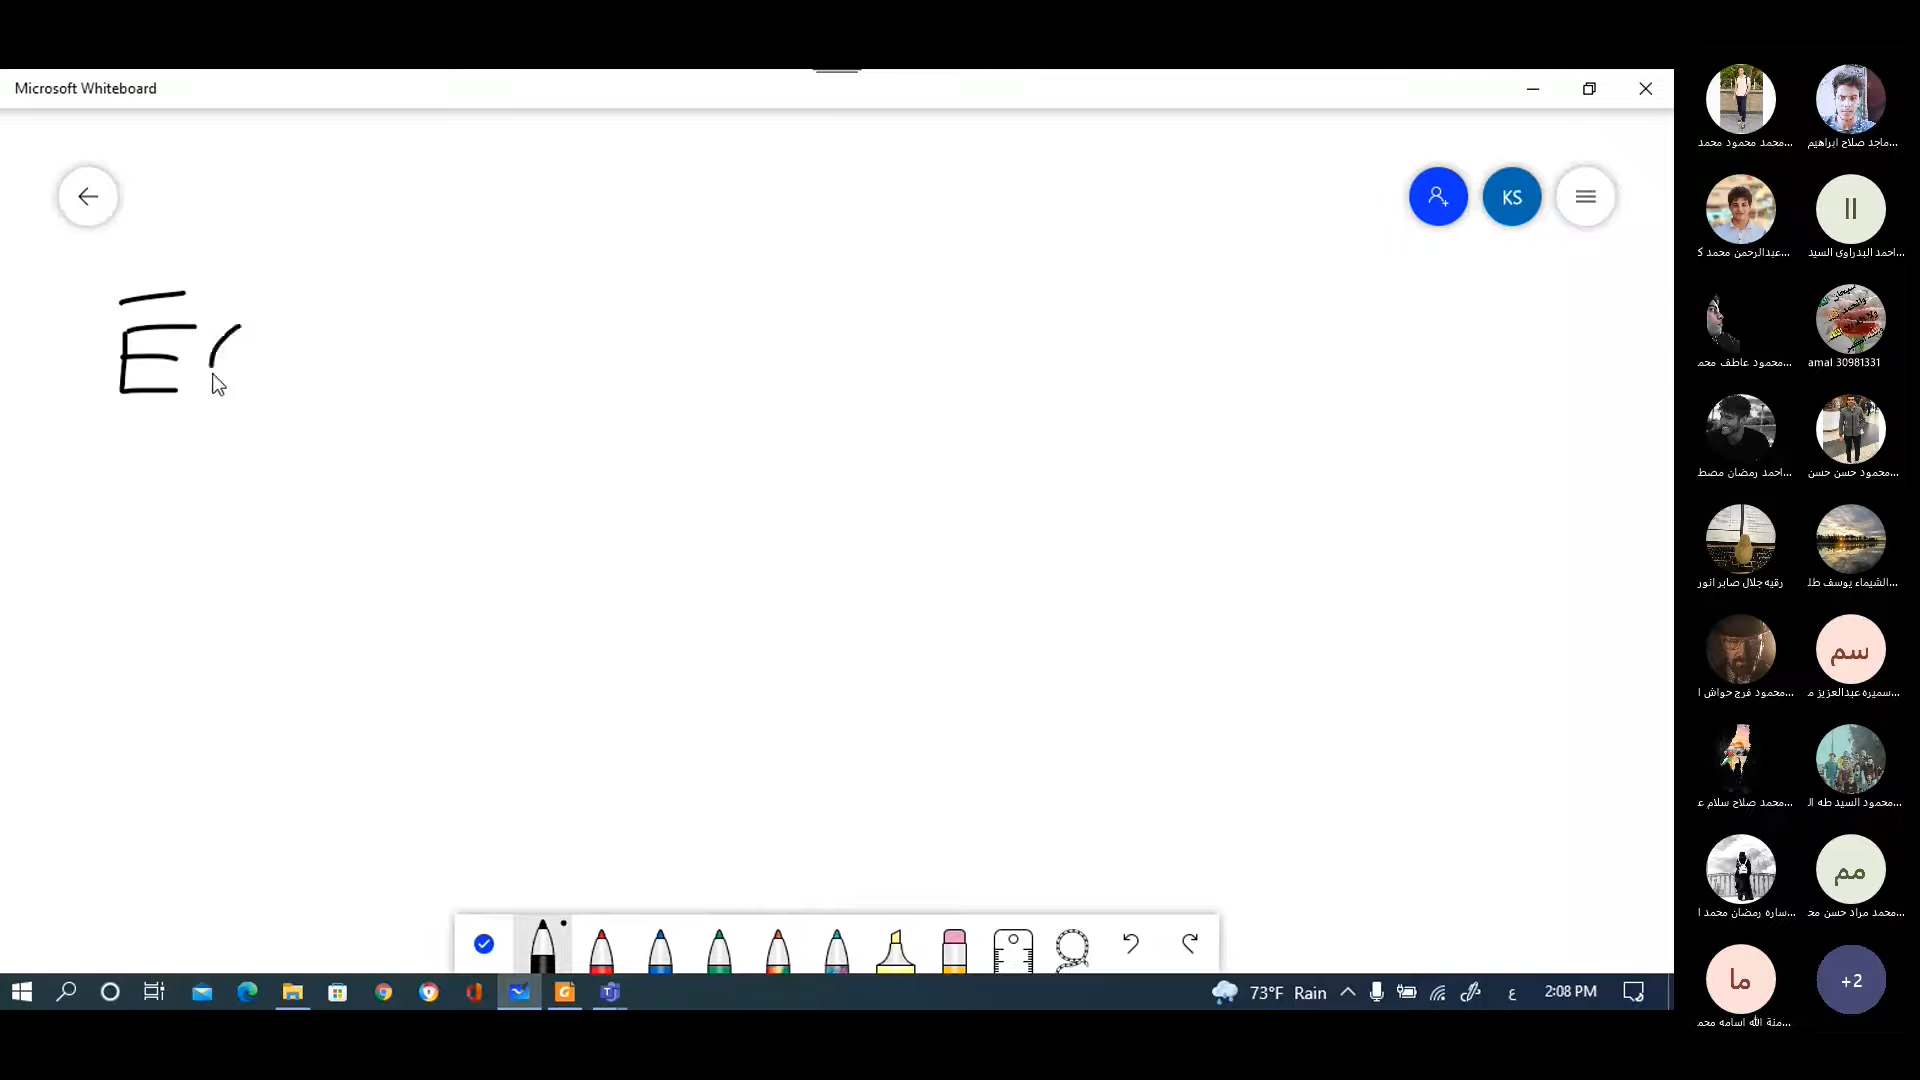 Microsoft Whiteboard
KS
E̅(
73°F Rain
ع
2:08 PM
محمد محمود محمد...
ماجد صلاح ابراهيم...
عبدالرحمن محمد ك...
اا
احمد البدراوى السيد...
محمود عاطف محم...
amal 30981331
احمد رمضان مصط...
محمود حسن حسن...
رقيه جلال صابر انور
الشيماء يوسف طل...
محمود فرج حواش ا...
سم
سميره عبدالعزيز م...
محمد صلاح سلام ع...
محمود السيد طه ال...
ساره رمضان محمد ا...
مم
محمد مراد حسن مح...
ما
منة الله اسامه محم...
+2